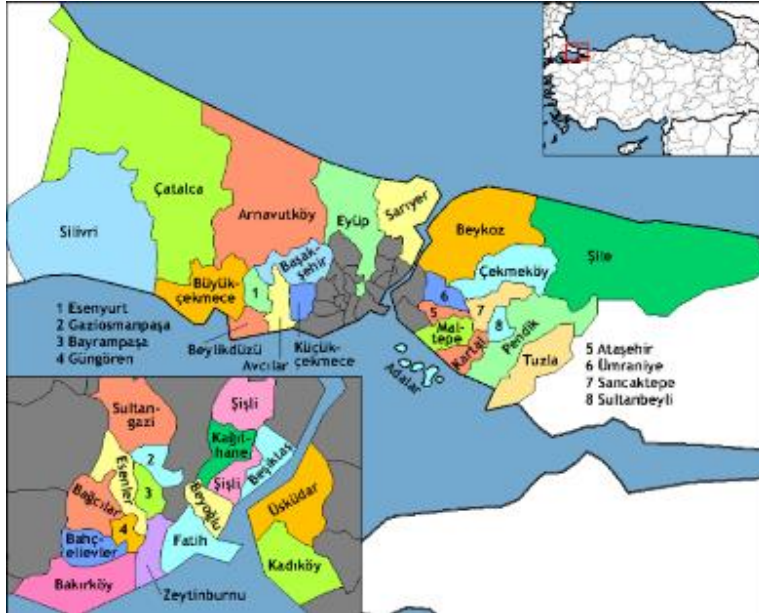 Çatalca
Silivri
Arnavutköy
Eyüp
Sarıyer
Beykoz
Şile
Çekmeköy
Büyük-
çekmece
Başak-
şehir
1
6
7
5
8
Mal-
tepe
Kartal
Pendik
Tuzla
Adalar
Beylikdüzü
Avcılar
Küçük-
çekmece
1 Esenyurt
2 Gaziosmanpaşa
3 Bayrampaşa
4 Güngören
5 Ataşehir
6 Ümraniye
7 Sancaktepe
8 Sultanbeyli
Sultan-
gazi
Şişli
Kağıt-
hane
Beşiktaş
2
Esenler
3
Şişli
Beyoğlu
Üsküdar
Bağcılar
4
Bahç-
elievler
Fatih
Kadıköy
Bakırköy
Zeytinburnu